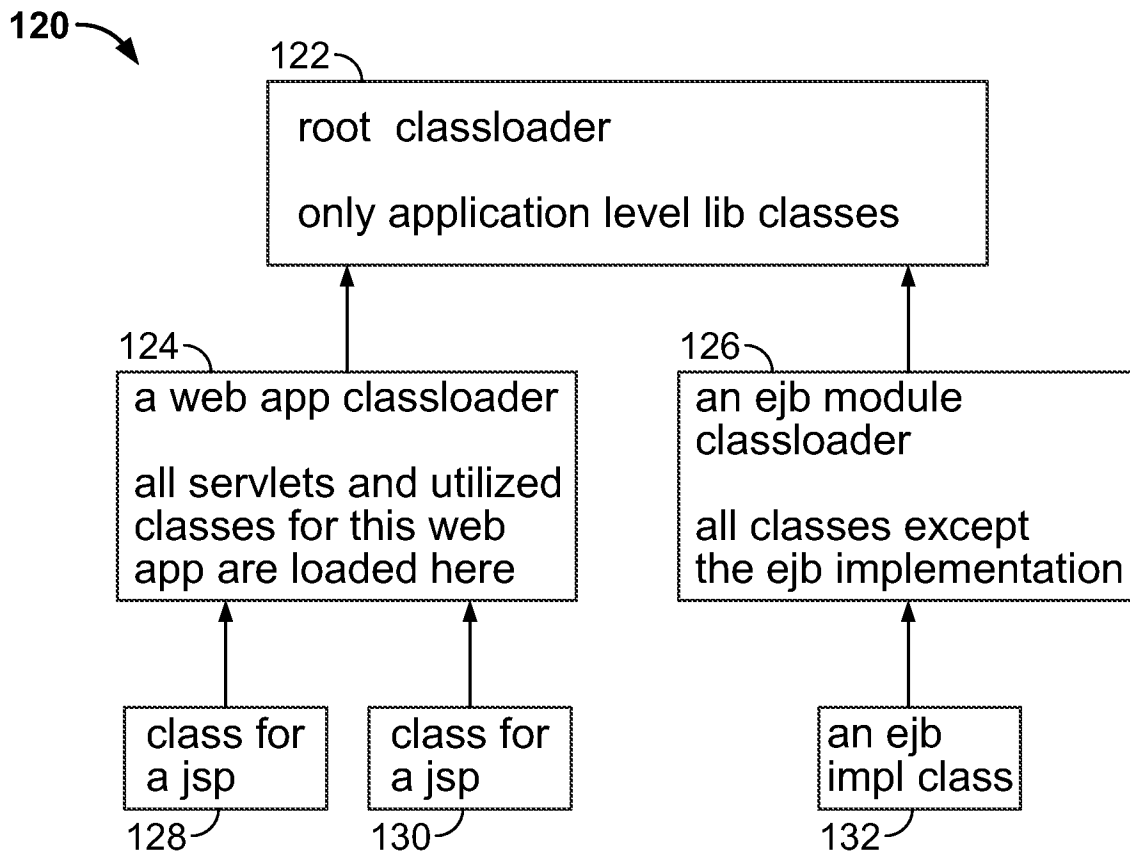 120
122
root classloader
only application level lib classes
124
a web app classloader
all servlets and utilized
classes for this web
app are loaded here
126
an ejb module
classloader
all classes except
the ejb implementation
class for
a jsp
128
class for
a jsp
130
an ejb
impl class
132